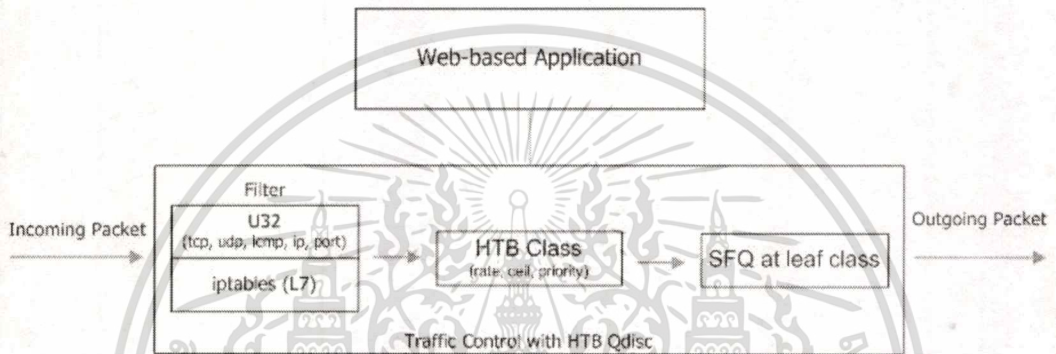 Web-based Application
Filter
U32
(tcp, udp, icmp, ip, port)
iptables (L7)
Incoming Packet
HTB Class
(rate, ceil, priority)
SFQ at leaf class
Outgoing Packet
Traffic Control with HTB Qdisc